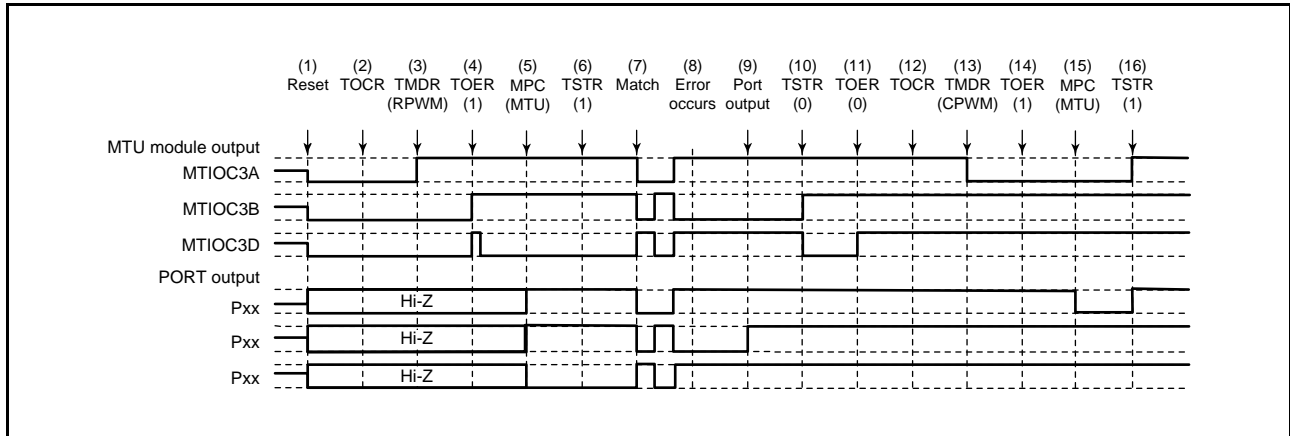 (1) (2) (3) (4) (5) (6) (7) (8) (9) (10) (11) (12) (13) (14) (15) (16)
Reset TOCR TMDR TOER MPC TSTR Match Error Port TSTR TOER TOCR TMDR TOER MPC TSTR
(RPWM) (1) (MTU) (1) occurs output (0) (0) (CPWM) (1) (MTU) (1)
MTU module output
MTIOC3A
MTIOC3B
MTIOC3D
PORT output
Pxx Hi-Z
Pxx Hi-Z
Pxx Hi-Z